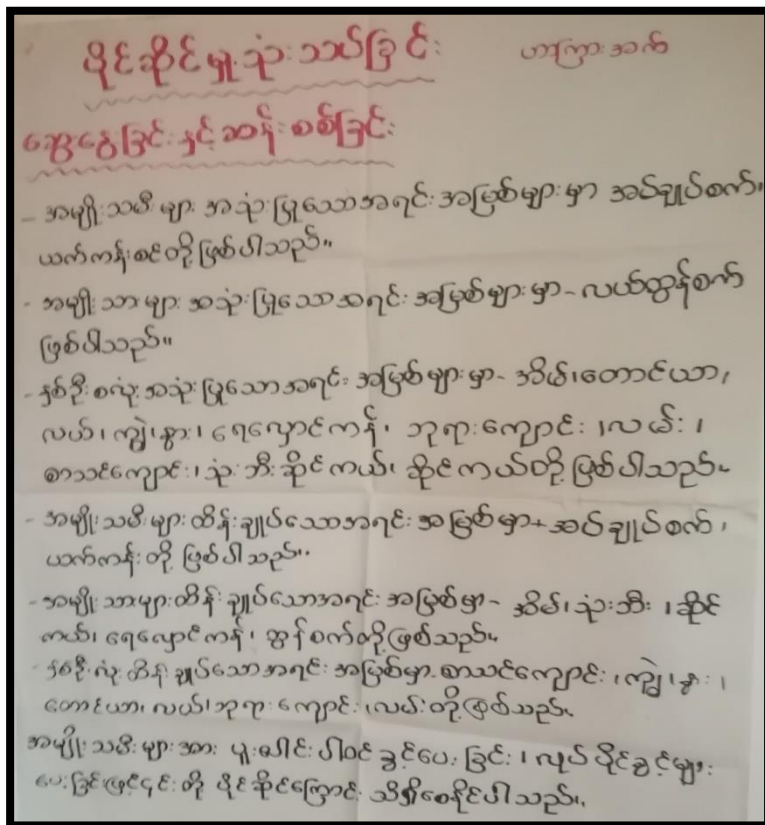 ပိုင်ဆိုင်မှု သုံးသပ်ခြင်း ဟာကြားအက်
ဆွေးနွေးခြင်းနှင့်ဆန်းစစ်ခြင်း
- အမျိုးသမီးများ အသုံးပြုသောအရင်းအမြစ်များမှာ အပ်ချုပ်စက်၊
ယက်ကန်းစင်တို့ဖြစ်ပါသည်။
- အမျိုးသားများ အသုံးပြုသောအရင်းအမြစ်များမှာ-လယ်ထွန်စက်
ဖြစ်ပါသည်။
- နှစ်ဦးစလုံးအသုံးပြုသောအရင်းအမြစ်များမှာ- အိမ်၊တောင်ယာ၊
လယ်၊ ကျွဲ၊ နွား၊ ရေလှောင်ကန်၊ ဘုရားကျောင်း၊လမ်း၊
စာသင်ကျောင်း၊သုံးဘီးဆိုင်ကယ်၊ ဆိုင်ကယ်တို့ဖြစ်ပါသည်။
- အမျိုးသမီးများထိန်းချုပ်သောအရင်းအမြစ်မှာ- အပ်ချုပ်စက်၊
ယက်ကန်းတို့ဖြစ်ပါသည်။
- အမျိုးသားများထိန်းချုပ်သောအရင်းအမြစ်မှာ- အိမ်၊သုံးဘီး၊ဆိုင်
ကယ်၊ ရေလှောင်ကန်၊ ထွန်စက်တို့ဖြစ်သည်။
- နှစ်ဦးလုံးထိန်းချုပ်သောအရင်းအမြစ်မှာ-စာသင်ကျောင်း၊ကျွဲ၊နွား၊
တောင်ယာ၊ လယ်၊ဘုရားကျောင်း၊လမ်းတို့ဖြစ်သည်။
အမျိုးသမီးများအား ပူးပေါင်းပါဝင်ခွင့်ပေးခြင်း၊လုပ်ပိုင်ခွင့်များ
ပေးခြင်းဖြင့်၎င်းတို့ ပိုင်ဆိုင်ကြောင်း သိရှိစေနိုင်ပါသည်။